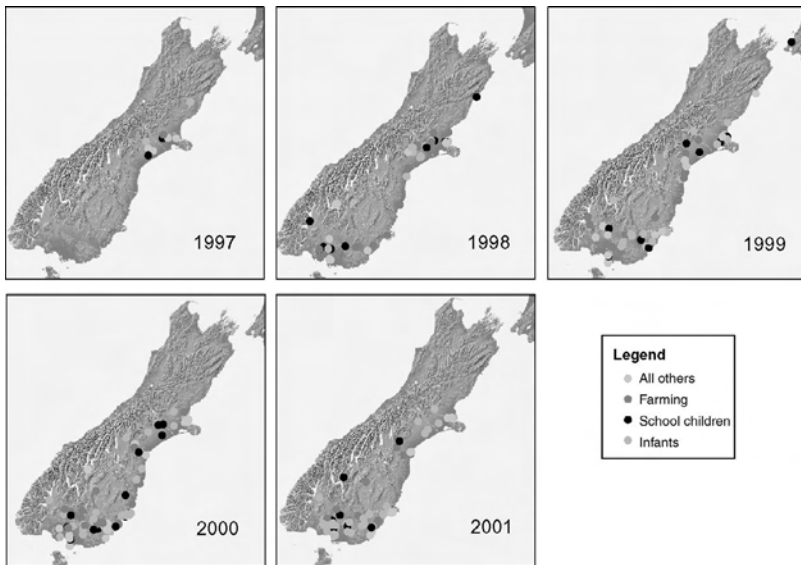 1997
1998
1999
2000
2001
Legend
All others
Farming
School children
Infants